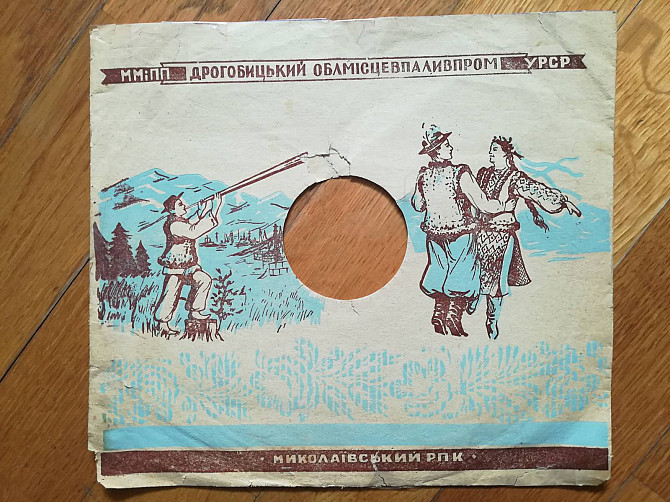 ММіПП ДРОГОБИЦЬКИЙ ОБЛМІСЦЕВПАЛИВПРОМ УРСР
· МИКОЛАЇВСЬКИЙ РПК ·